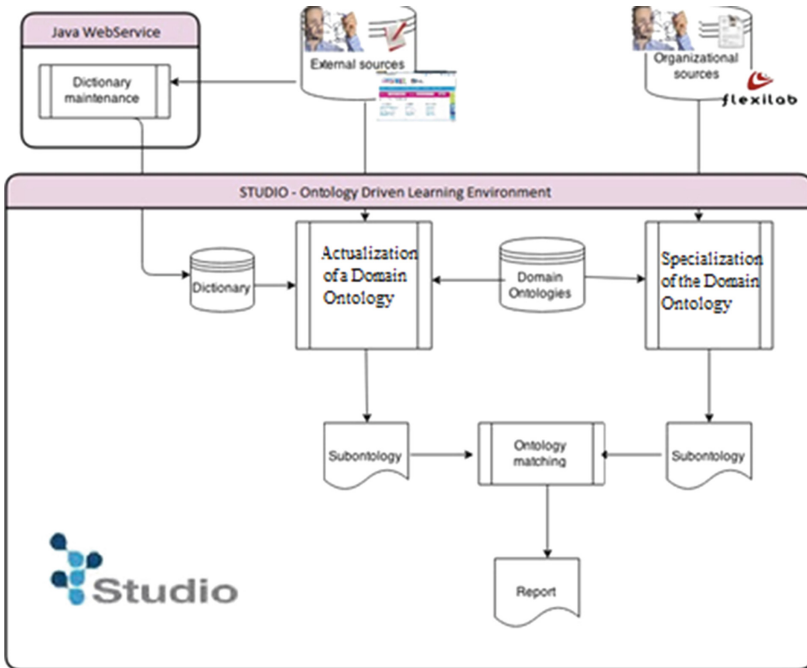 Java WebService
Dictionary
maintenance
External sources
Organizational
sources
flexilab
STUDIO - Ontology Driven Learning Environment
Dictionary
Actualization
of a Domain
Ontology
Domain
Ontologies
Specialization
of the Domain
Ontology
Subontology
Ontology
matching
Subontology
Report
Studio